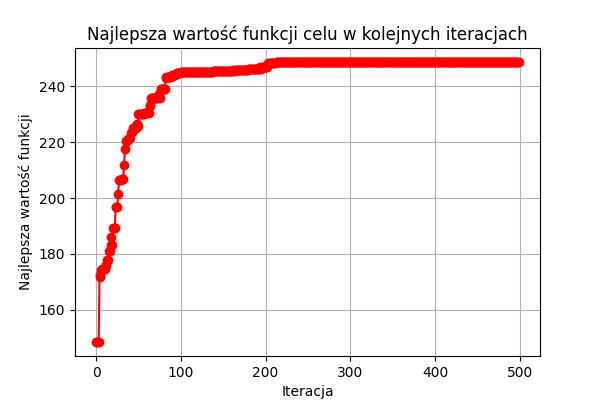 Najlepsza wartość funkcji celu w kolejnych iteracjach
Najlepsza wartość funkcji
240
220
200
180
160
0 100 200 300 400 500
Iteracja